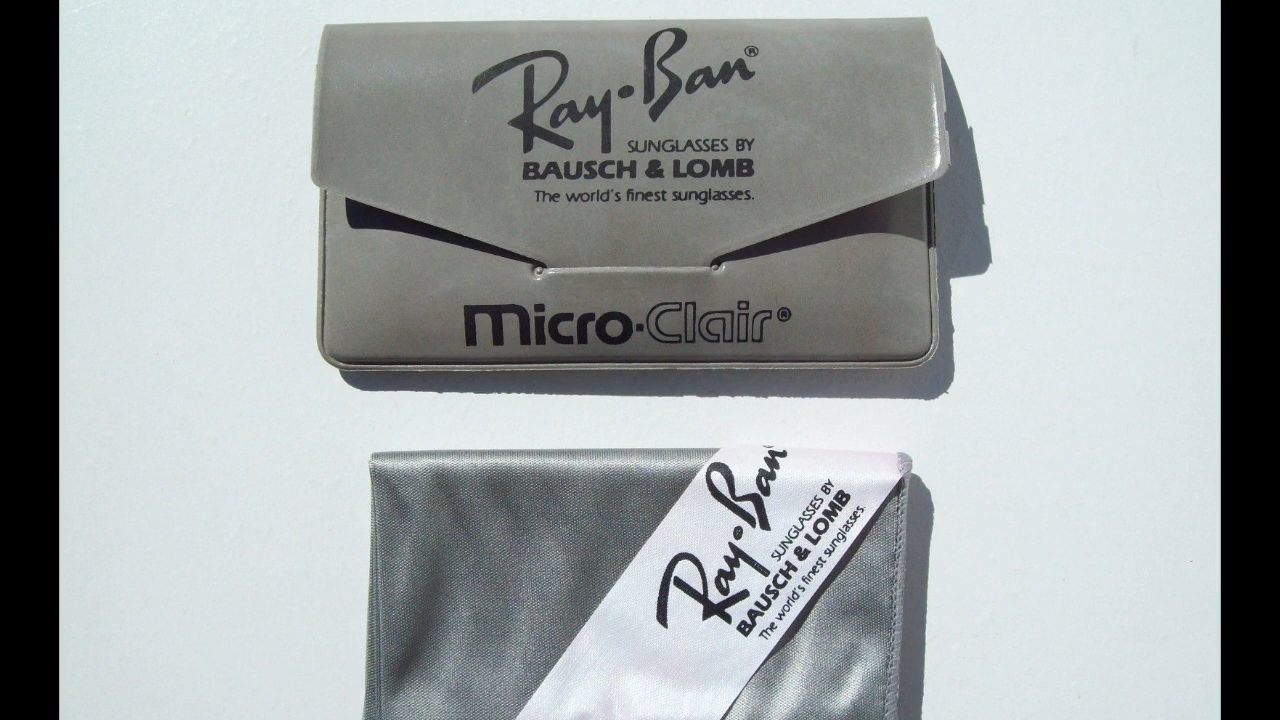 Ray·Ban®
SUNGLASSES BY
BAUSCH & LOMB
The world's finest sunglasses.
Micro·Clair®
Ray·Ban
SUNGLASSES BY
BAUSCH & LOMB
The world's finest sunglasses.